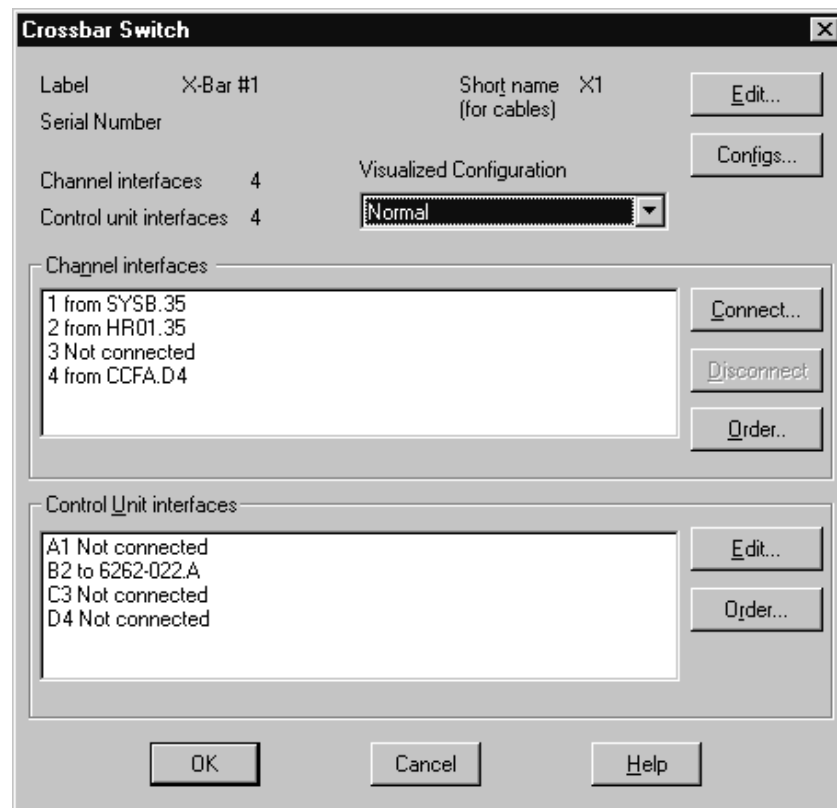 Crossbar Switch
Label X-Bar #1 Short name X1 Edit...
(for cables)
Serial Number
Configs...
Visualized Configuration
Channel interfaces 4
Control unit interfaces 4 Normal
Channel interfaces
1 from SYSB.35
2 from HR01.35
3 Not connected
4 from CCFA.D4
Connect...
Disconnect
Order..
Control Unit interfaces
A1 Not connected
B2 to 6262-022.A
C3 Not connected
D4 Not connected
Edit...
Order...
OK Cancel Help